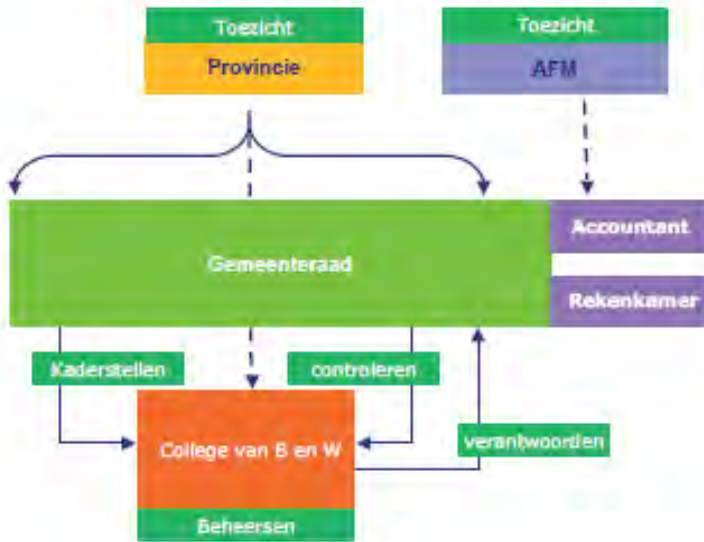 Toezicht
Provincie
Toezicht
AFM
Gemeenteraad
Accountant
Rekenkamer
Kaderstellen
controleren
College van B en W
verantwoorden
Beheersen